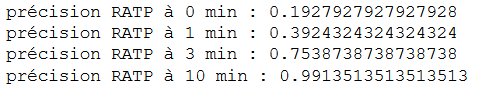 précision RATP à 0 min : 0.1927927927927928
précision RATP à 1 min : 0.3924324324324324
précision RATP à 3 min : 0.7538738738738738
précision RATP à 10 min : 0.9913513513513513